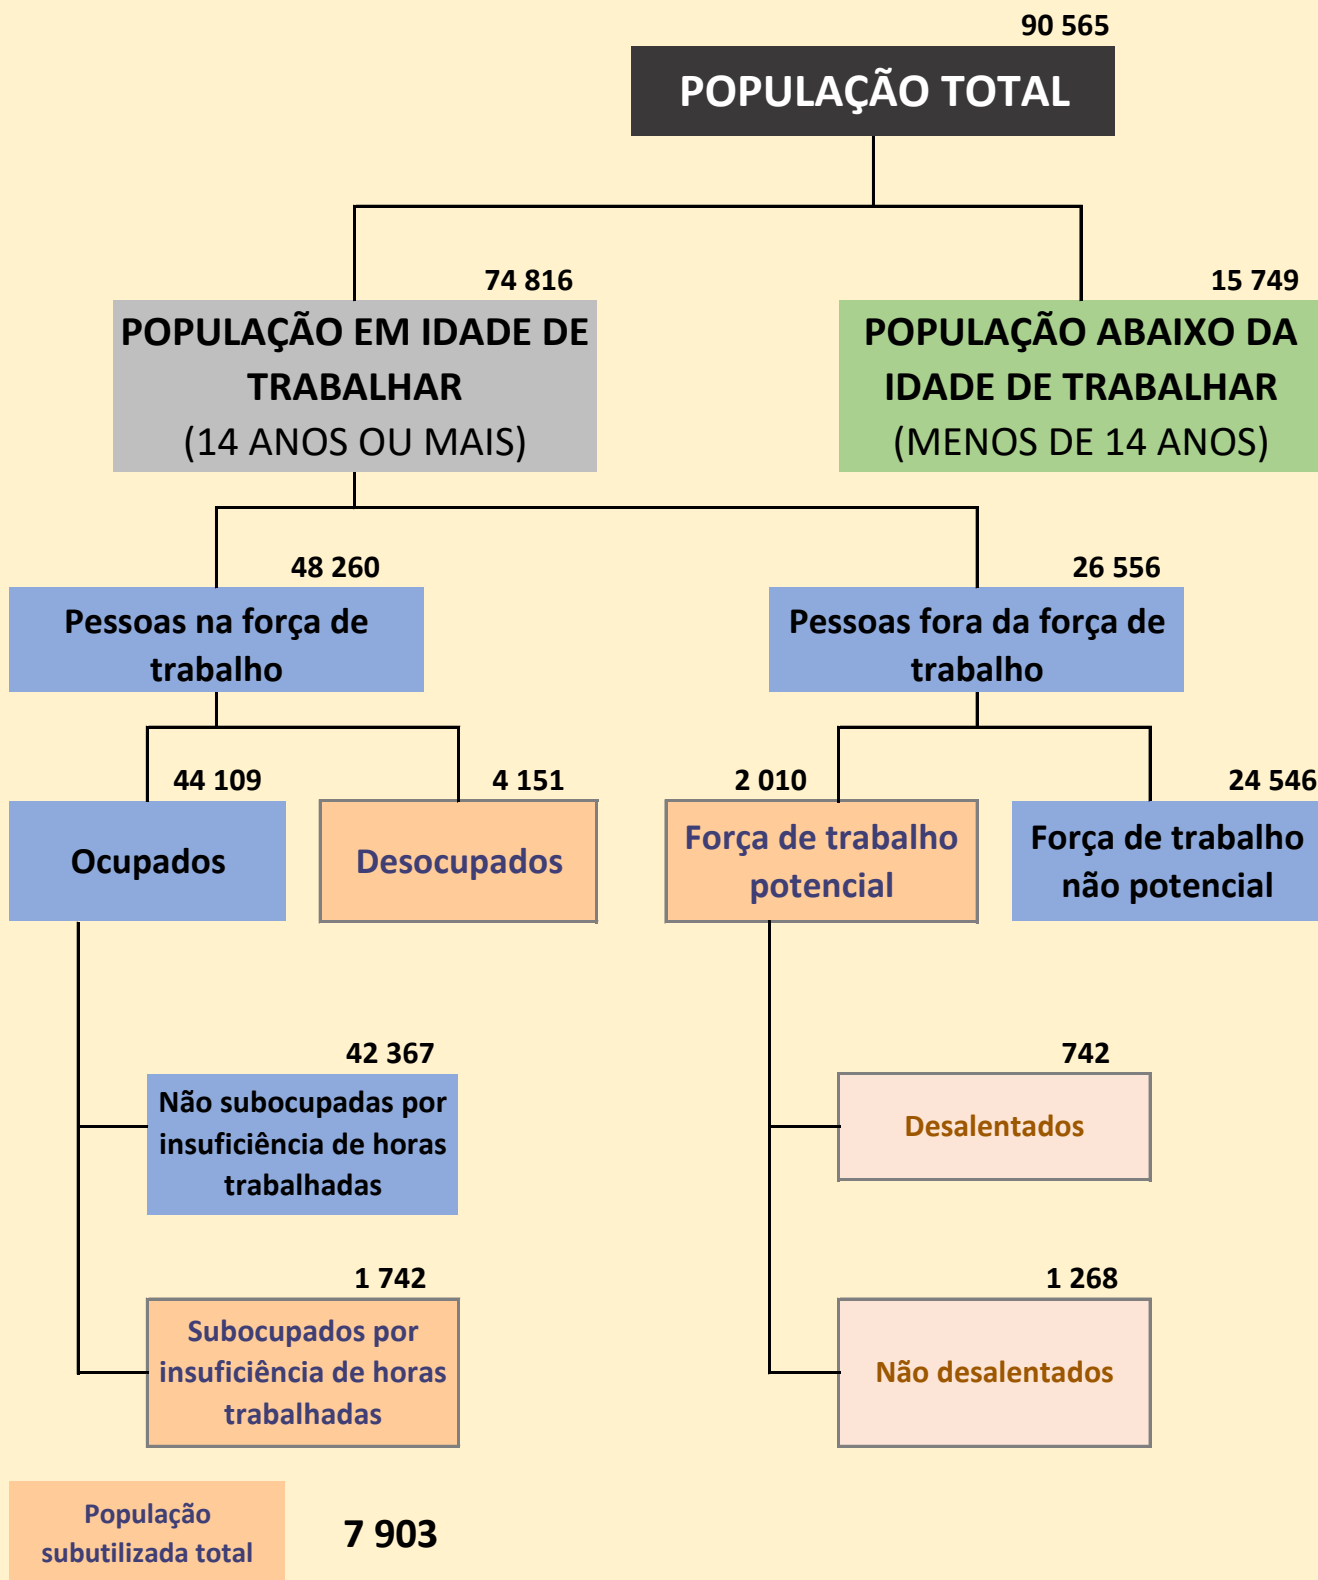 90 565
POPULAÇÃO TOTAL
74 816
POPULAÇÃO EM IDADE DE
TRABALHAR
(14 ANOS OU MAIS)
15 749
POPULAÇÃO ABAIXO DA
IDADE DE TRABALHAR
(MENOS DE 14 ANOS)
48 260
Pessoas na força de
trabalho
26 556
Pessoas fora da força de
trabalho
44 109
Ocupados
4 151
Desocupados
2 010
Força de trabalho
potencial
24 546
Força de trabalho
não potencial
42 367
Não subocupadas por
insuficiência de horas
trabalhadas
742
Desalentados
1 742
Subocupados por
insuficiência de horas
trabalhadas
1 268
Não desalentados
População
subutilizada total
7 903